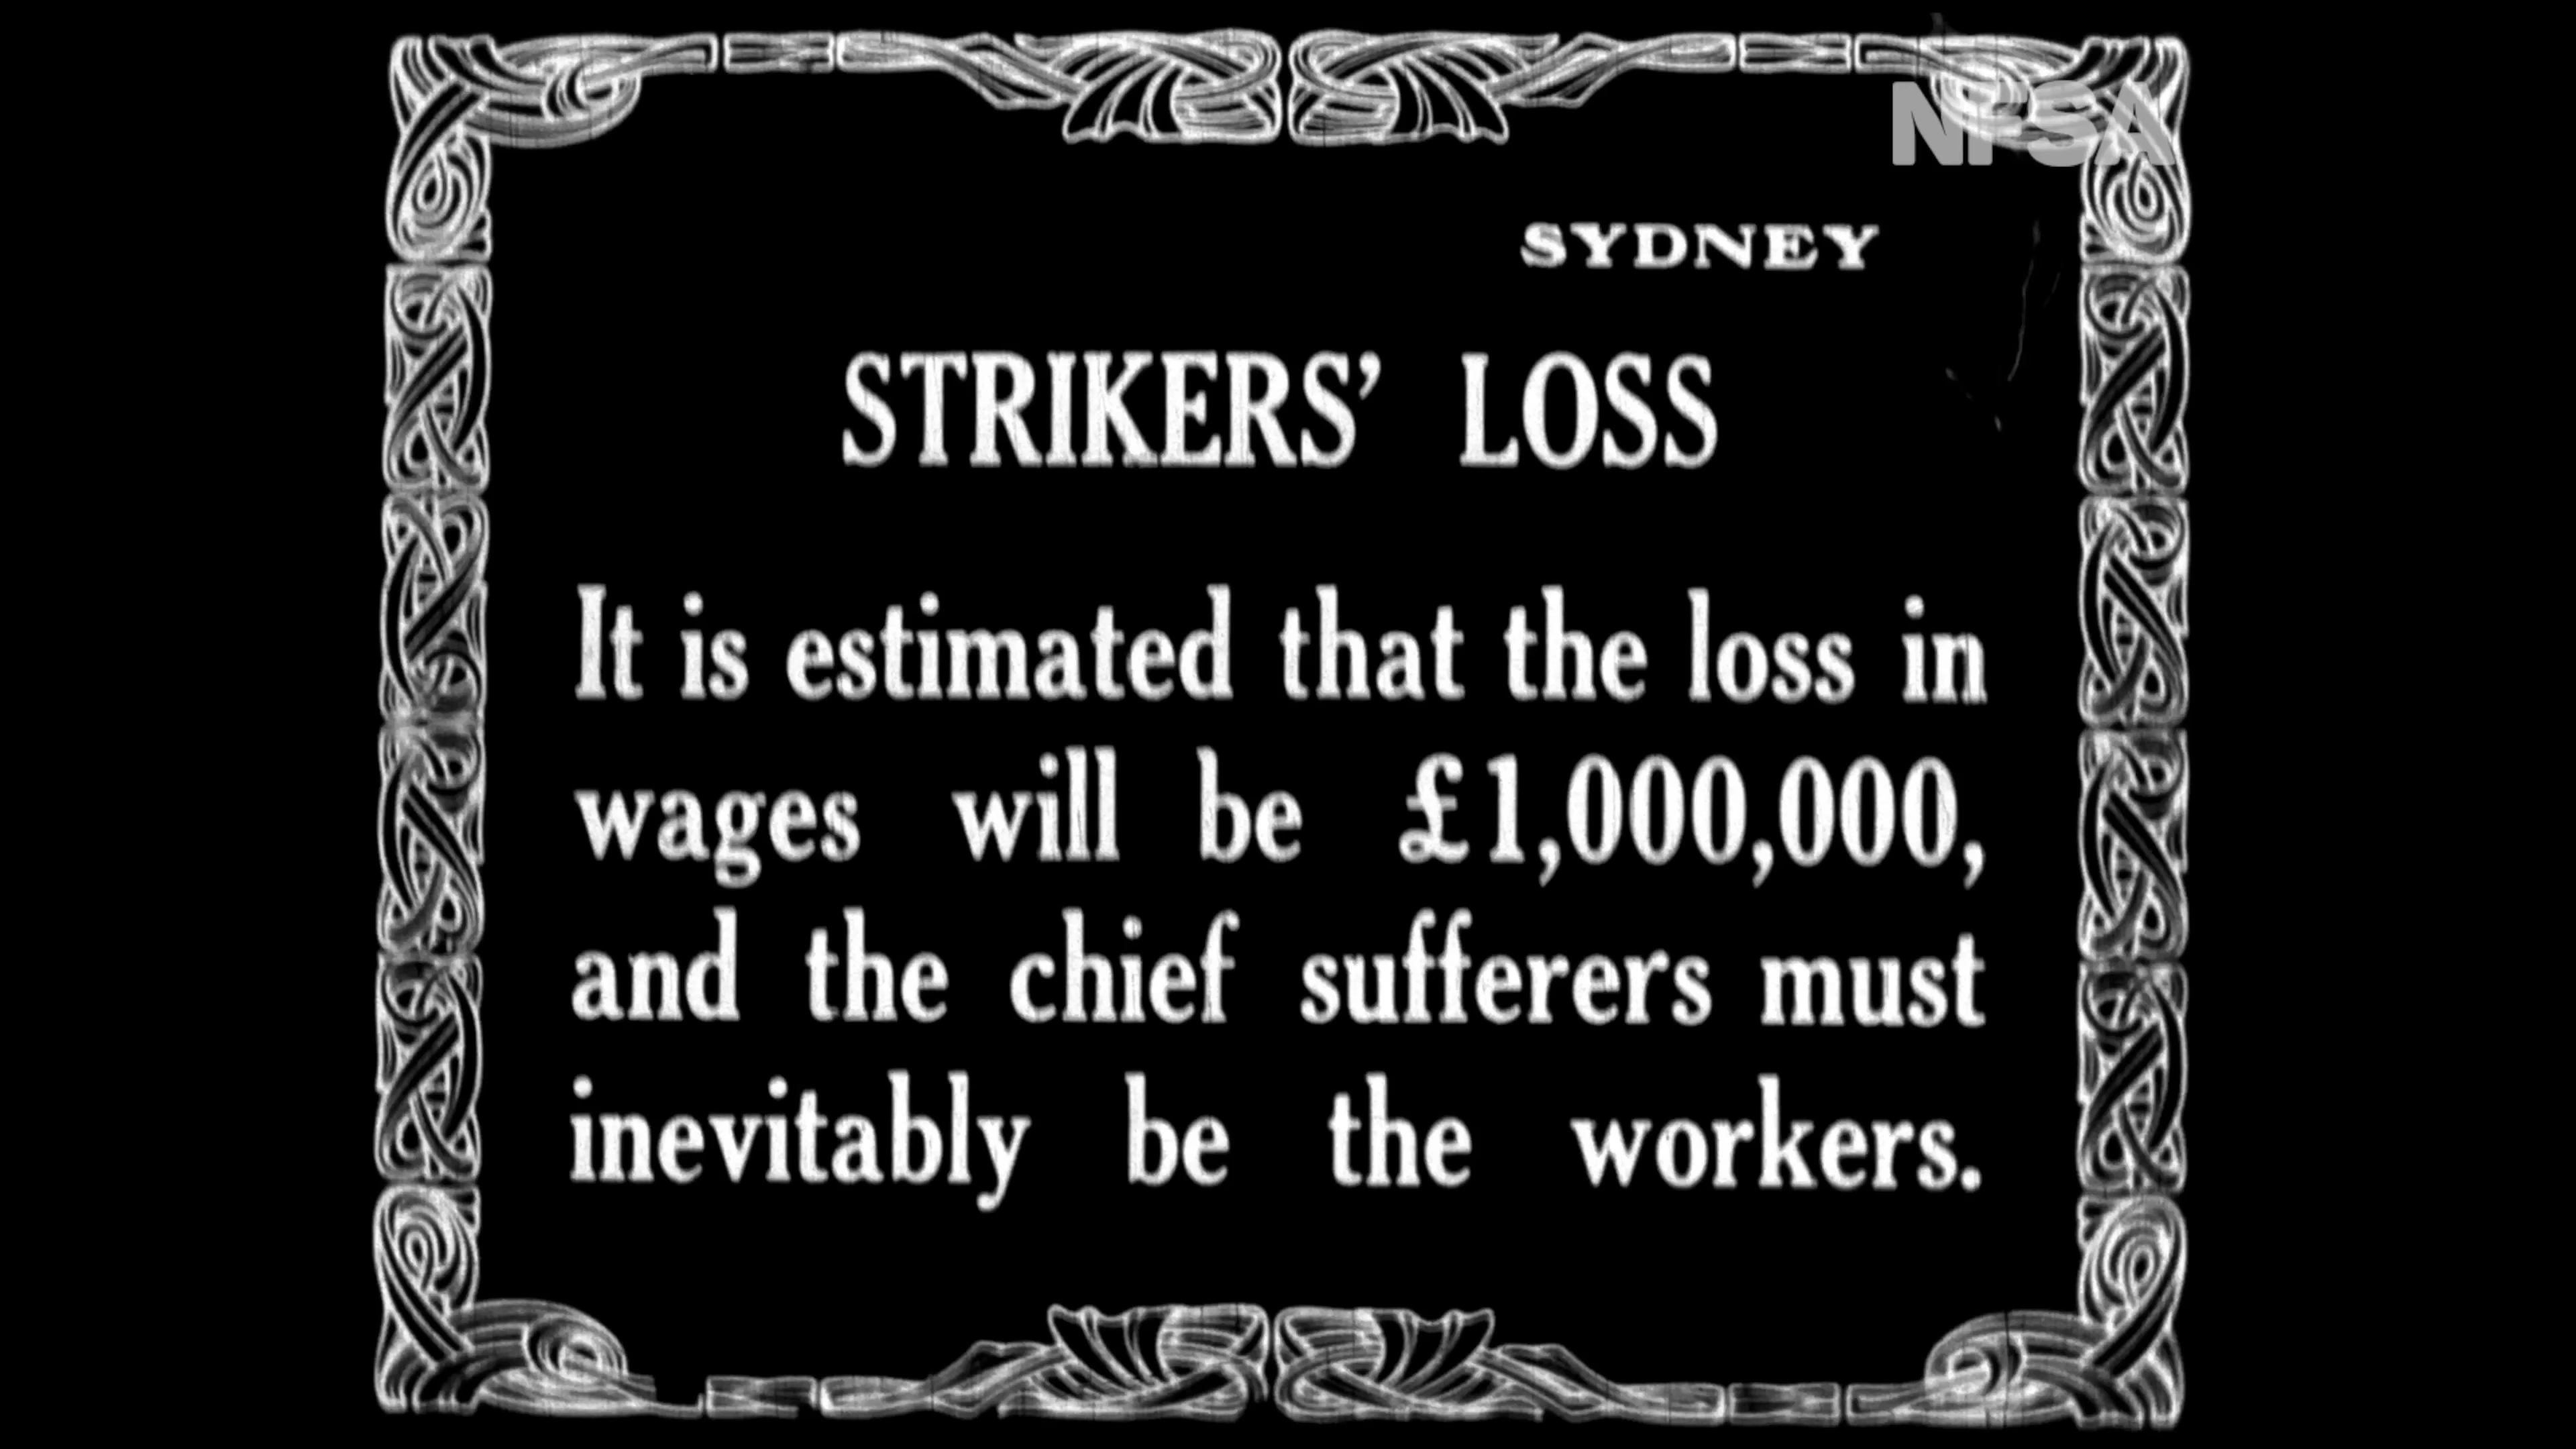 NFSA
SYDNEY
STRIKERS’ LOSS
It is estimated that the loss in
wages will be £1,000,000,
and the chief sufferers must
inevitably be the workers.